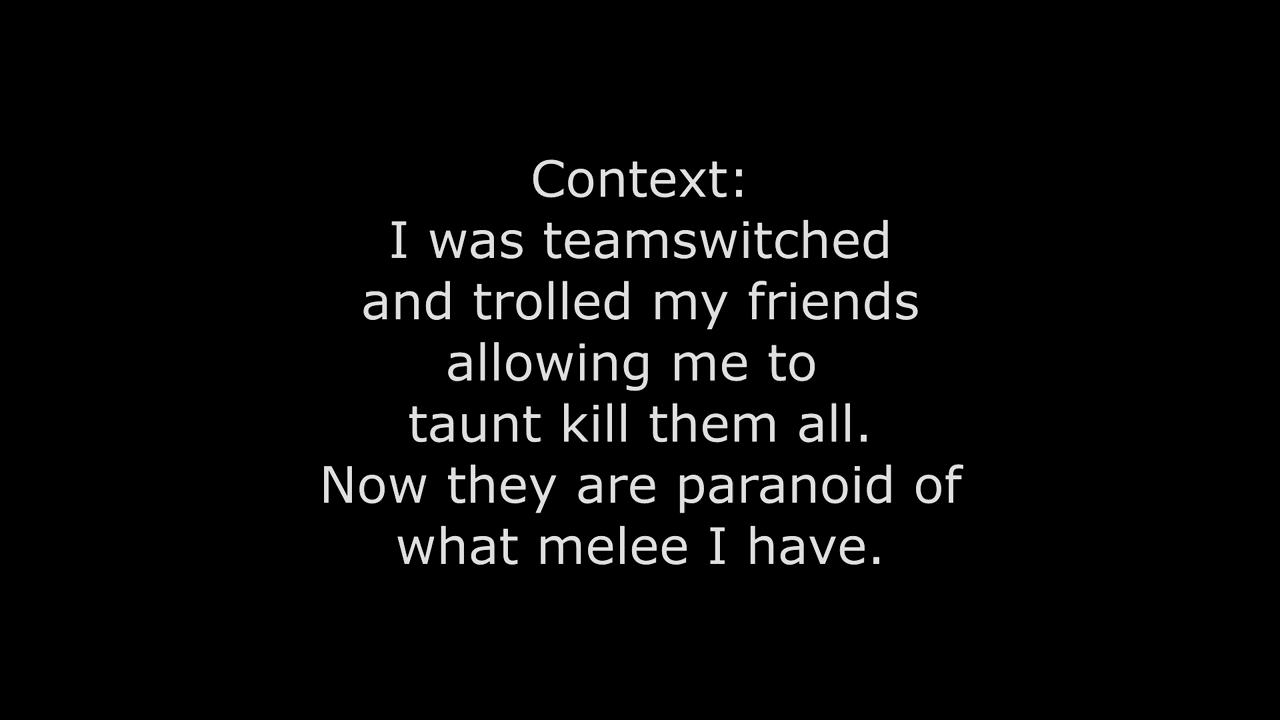 Context:
I was teamswitched
and trolled my friends
allowing me to
taunt kill them all.
Now they are paranoid of
what melee I have.